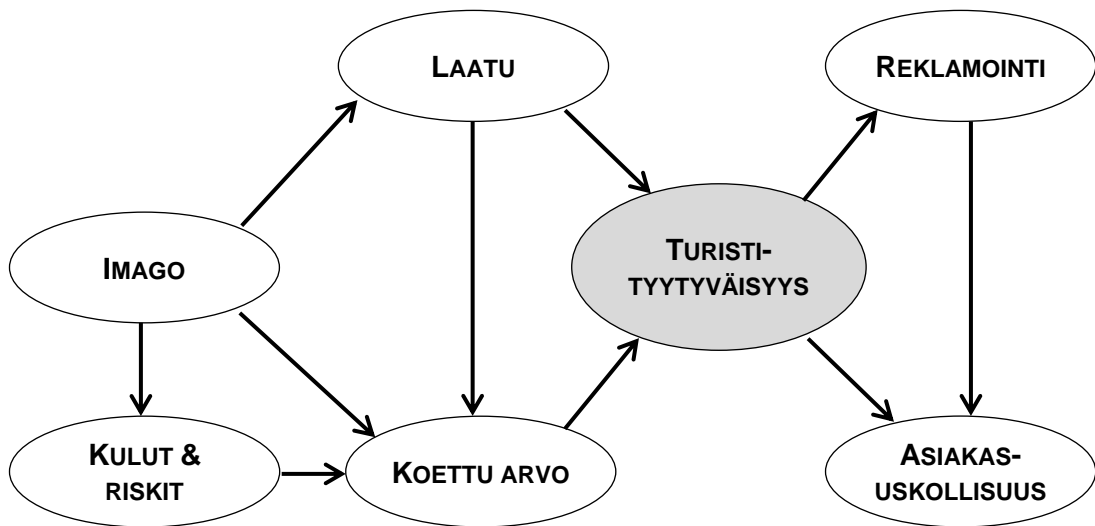 LAATU
REKLAMOINTI
IMAGO
TURISTI-
TYYTYVÄISYYS
KULUT &
RISKIT
KOETTU ARVO
ASIAKAS-
USKOLLISUUS